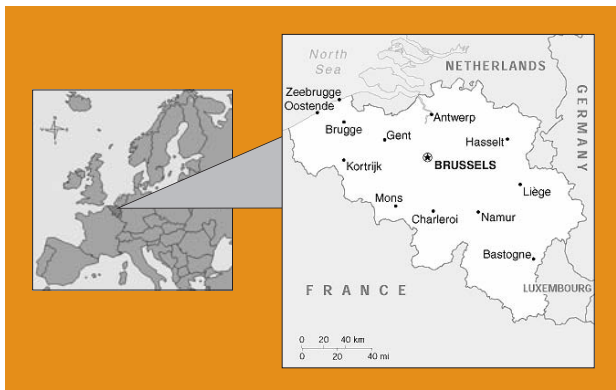 North
Sea
NETHERLANDS
GERMANY
Zeebrugge
Oostende
Brugge
Gent
Antwerp
Hasselt
Kortrijk
BRUSSELS
Liège
Mons
Charleroi
Namur
Bastogne
LUXEMBOURG
FRANCE
0 20 40 km
0 20 40 mi